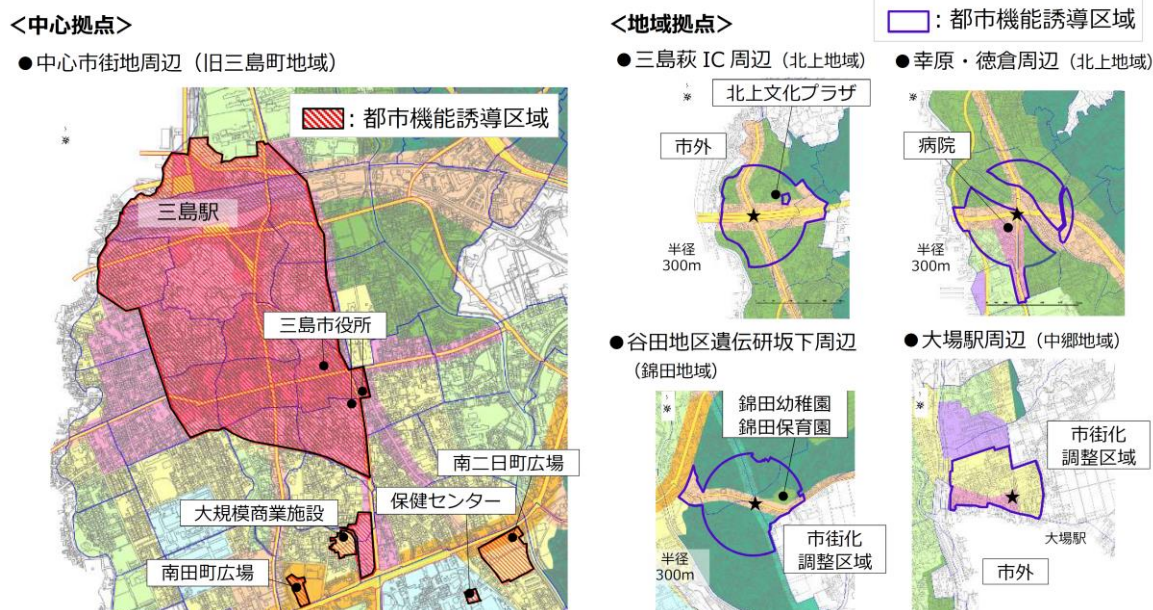 <中心拠点>
●中心市街地周辺（旧三島町地域）
: 都市機能誘導区域
三島駅
三島市役所
南二日町広場
保健センター
大規模商業施設
南田町広場
<地域拠点>
: 都市機能誘導区域
●三島萩IC周辺（北上地域）
北上文化プラザ
市外
半径
300m
●幸原・徳倉周辺（北上地域）
病院
半径
300m
●谷田地区遺伝研坂下周辺
（錦田地域）
錦田幼稚園
錦田保育園
市街化
調整区域
半径
300m
●大場駅周辺（中郷地域）
市街化
調整区域
大場駅
市外